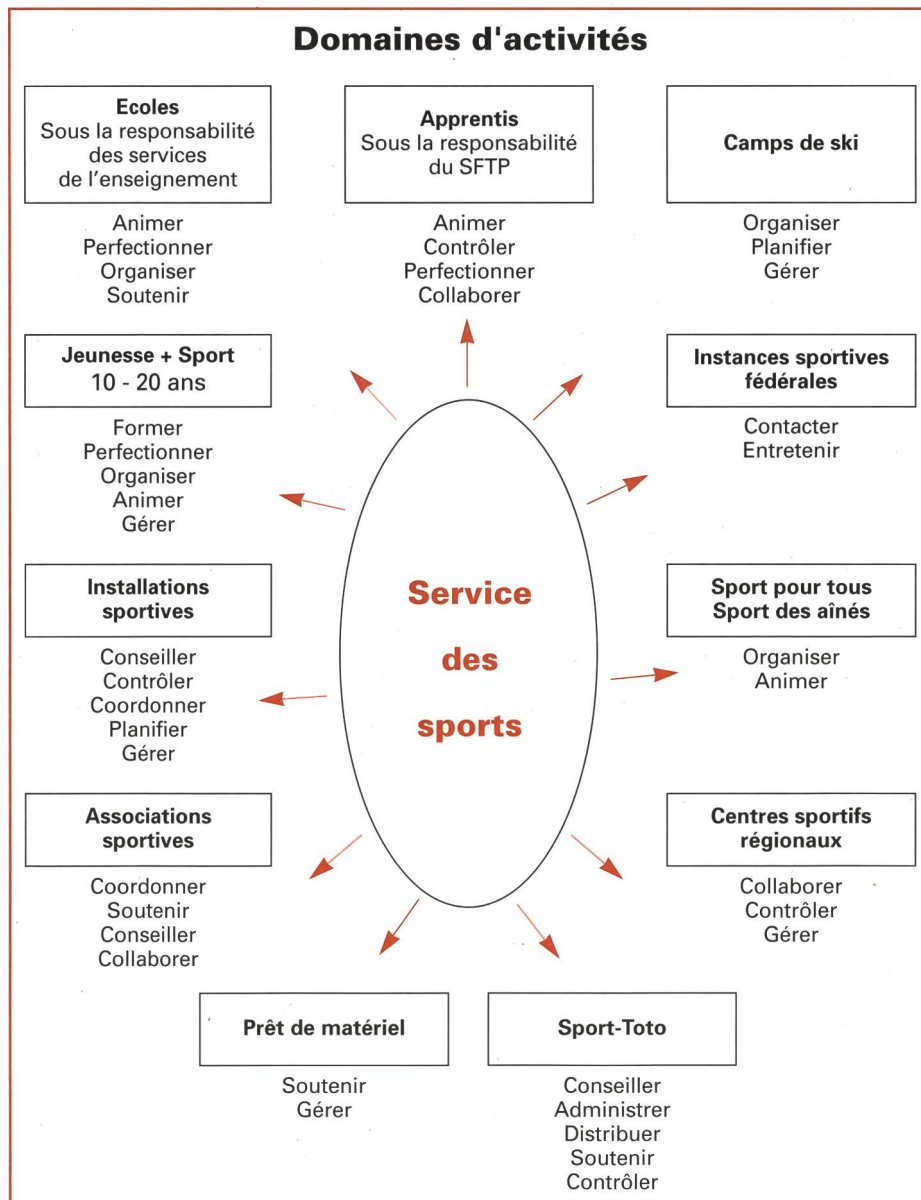 Domaines d'activités
Ecoles
Sous la responsabilité
des services
de l'enseignement
Animer
Perfectionner
Organiser
Soutenir
Apprentis
Sous la responsabilité
du SFTP
Animer
Contrôler
Perfectionner
Collaborer
Camps de ski
Organiser
Planifier
Gérer
Jeunesse + Sport
10 - 20 ans
Former
Perfectionner
Organiser
Animer
Gérer
Instances sportives
fédérales
Contacter
Entretenir
Installations
sportives
Conseiller
Contrôler
Coordonner
Planifier
Gérer
Service
des
sports
Sport pour tous
Sport des aînés
Organiser
Animer
Associations
sportives
Coordonner
Soutenir
Conseiller
Collaborer
Centres sportifs
régionaux
Collaborer
Contrôler
Gérer
Prêt de matériel
Soutenir
Gérer
Sport-Toto
Conseiller
Administrer
Distribuer
Soutenir
Contrôler